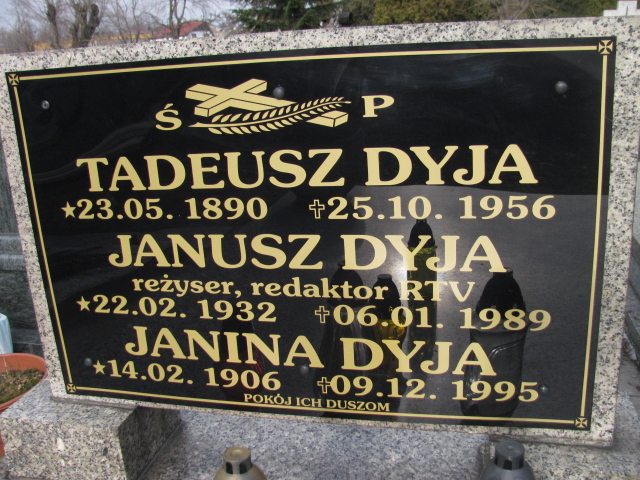 Ś P
TADEUSZ DYJA
★23.05. 1890 ✝25.10. 1956
JANUSZ DYJA
reżyser, redaktor RTV
★22.02. 1932 ✝06.01. 1989
JANINA DYJA
★14.02. 1906 ✝09.12. 1995
POKÓJ ICH DUSZOM